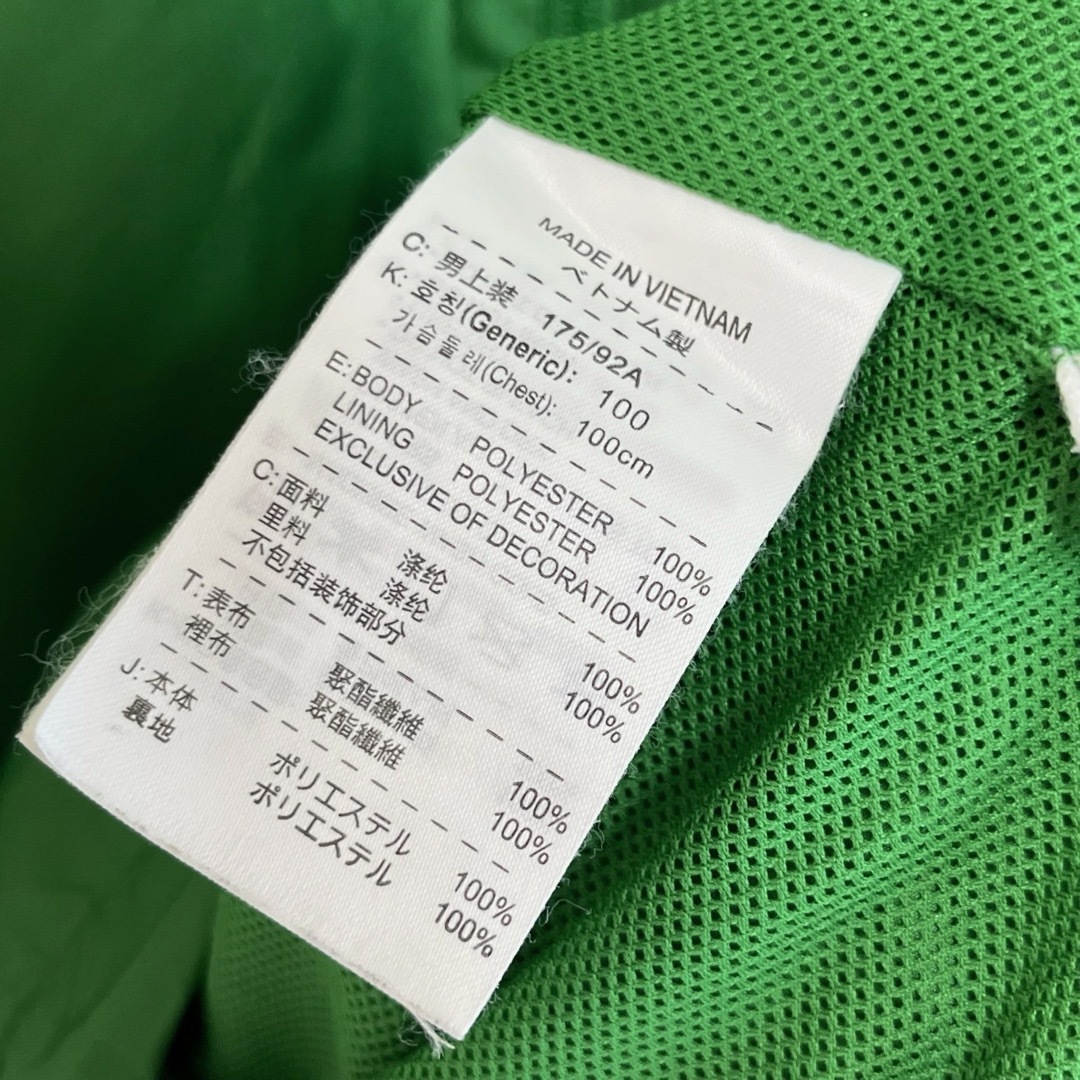 MADE IN VIETNAM
ベトナム製
C: 男上装 175/92A
K: 호칭(Generic): 100
가슴둘레(Chest): 100cm
E: BODY POLYESTER 100%
LINING POLYESTER 100%
EXCLUSIVE OF DECORATION
C: 面料 涤纶 100%
里料 涤纶 100%
不包括装饰部分
T: 表布 聚酯纖維 100%
裡布 聚酯纖維 100%
J: 本体 ポリエステル 100%
裏地 ポリエステル 100%